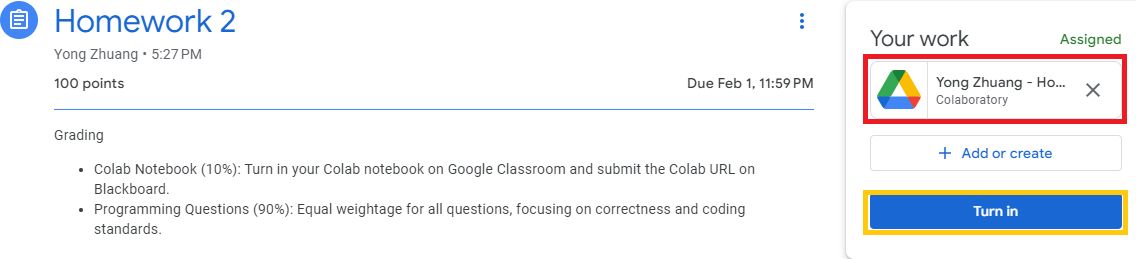 Homework 2
Yong Zhuang • 5:27 PM
100 points
Due Feb 1, 11:59 PM
Grading
• Colab Notebook (10%): Turn in your Colab notebook on Google Classroom and submit the Colab URL on
Blackboard.
• Programming Questions (90%): Equal weightage for all questions, focusing on correctness and coding
standards.
Your work
Assigned
Yong Zhuang - Ho...
Colaboratory
+ Add or create
Turn in